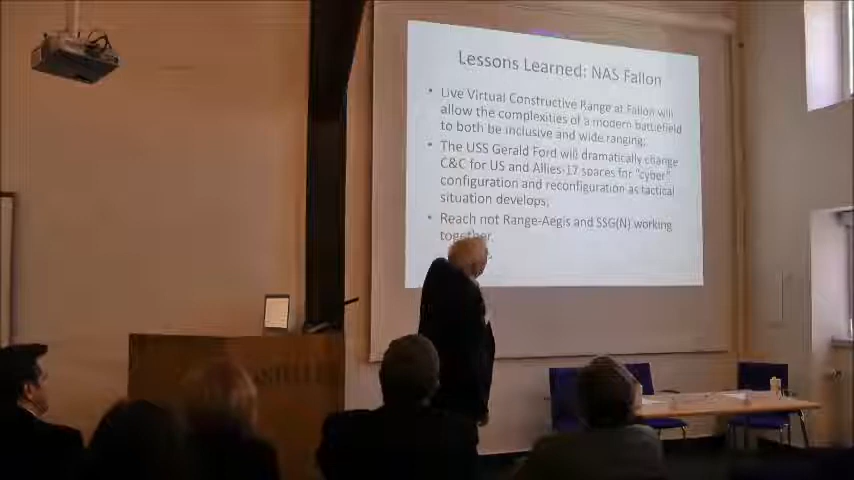 Lessons Learned: NAS Fallon
• Live Virtual Constructive Range at Fallon will
allow the complexities of a modern battlefield
to both be inclusive and wide ranging;
• The USS Gerald Ford will dramatically change
C&C for US and Allies-17 spares for "cyber"
configuration and reconfiguration as tactical
situation develops;
• Reach not Range-Aegis and SSG(N) working
together.